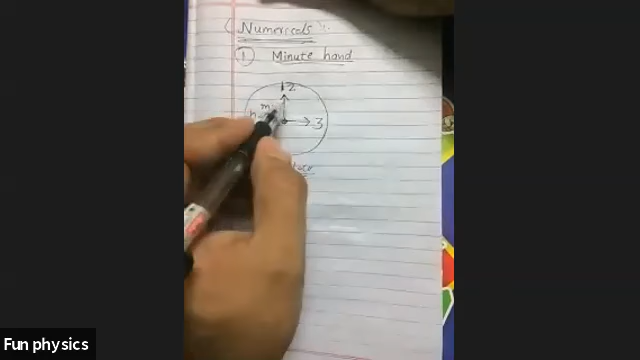 (Numericals).
① Minute hand
12
m
h
3
Fun physics